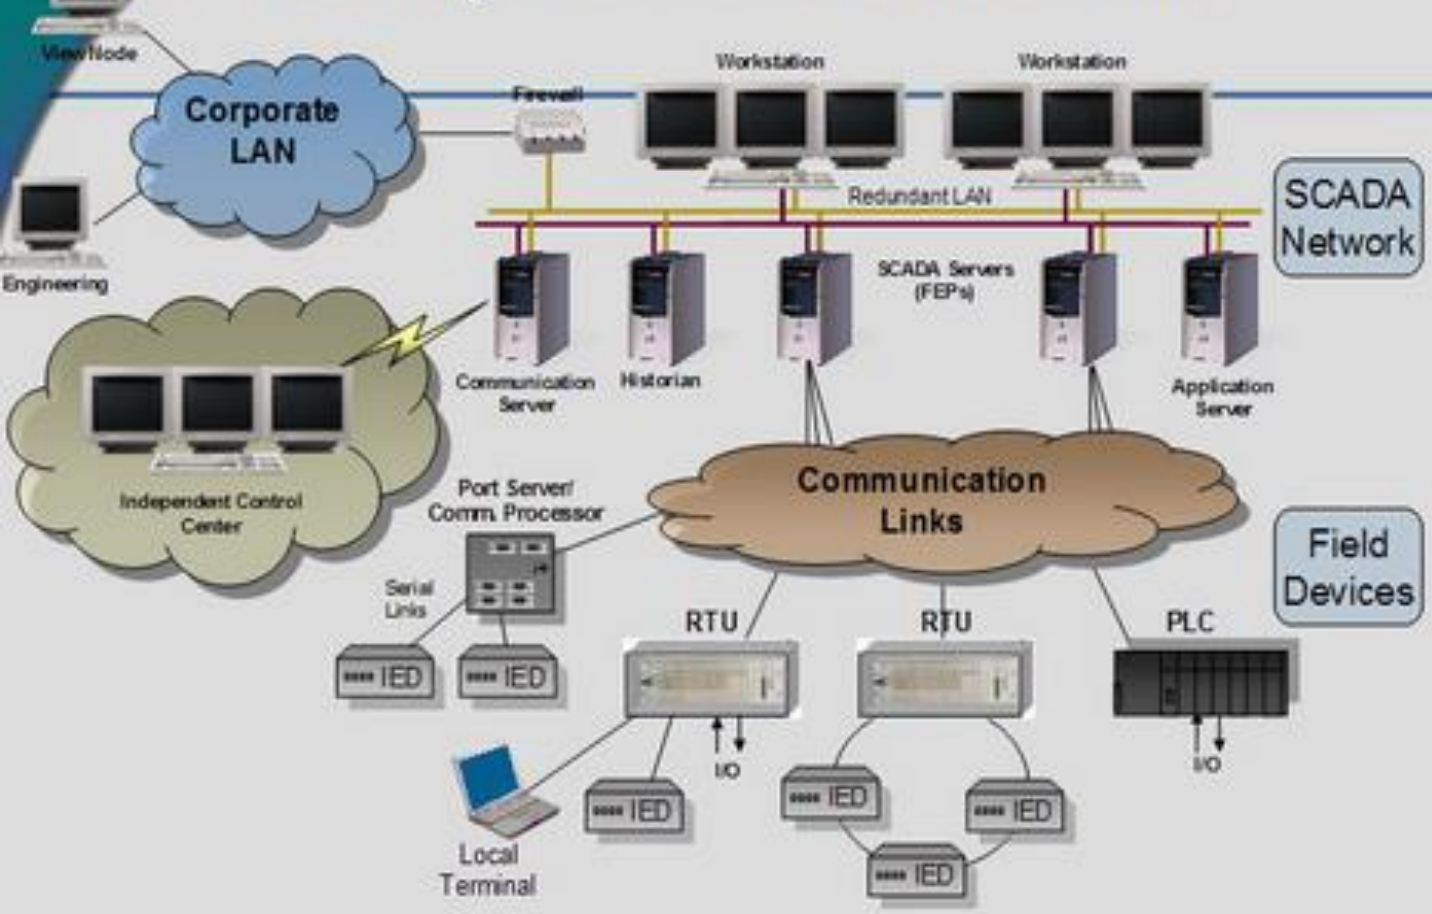 View Node
Corporate
LAN
Firewall
Workstation
Workstation
Redundant LAN
SCADA
Network
Engineering
SCADA Servers
(FEPs)
Communication
Server
Historian
Application
Server
Independent Control
Center
Port Server/
Comm. Processor
Communication
Links
Field
Devices
Serial
Links
RTU
RTU
PLC
IED
IED
I/O
I/O
IED
IED
IED
IED
Local
Terminal